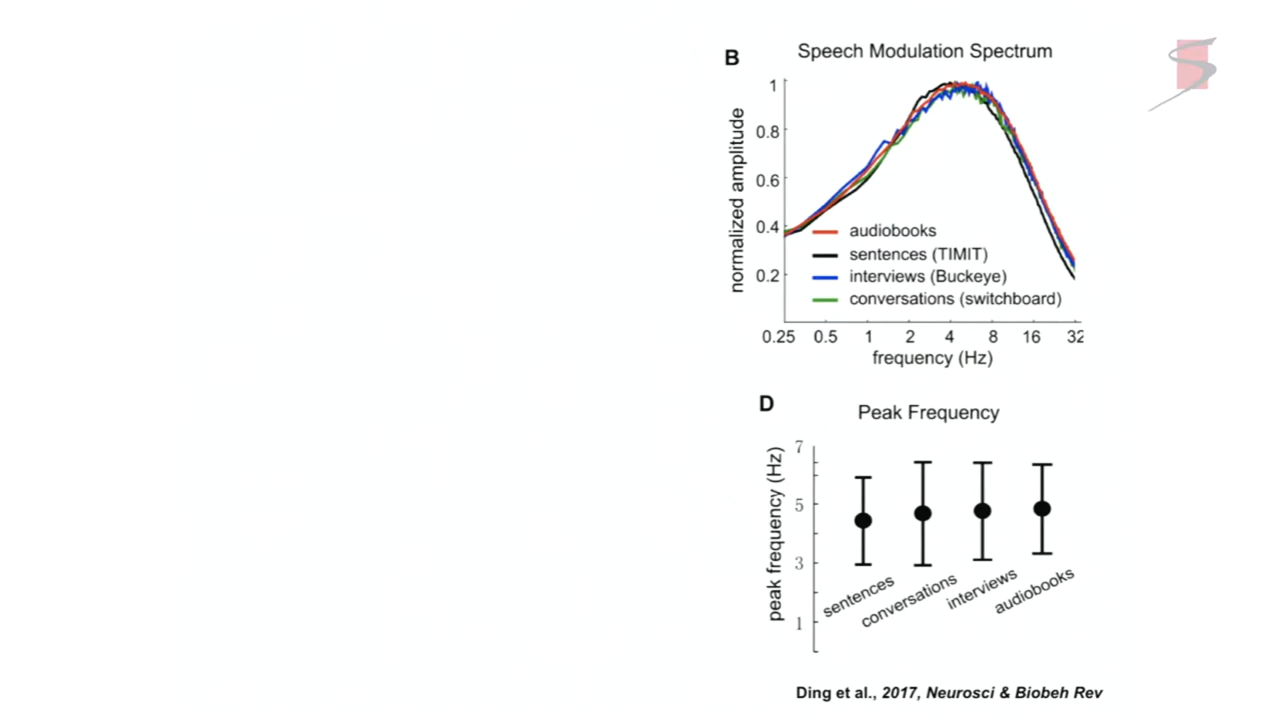 B
Speech Modulation Spectrum
normalized amplitude
1
0.8
0.6
0.4
0.2
audiobooks
sentences (TIMIT)
interviews (Buckeye)
conversations (switchboard)
0.25 0.5 1 2 4 8 16 32
frequency (Hz)
D
Peak Frequency
peak frequency (Hz)
7
5
3
1
sentences
conversations
interviews
audiobooks
Ding et al., 2017, Neurosci & Biobeh Rev